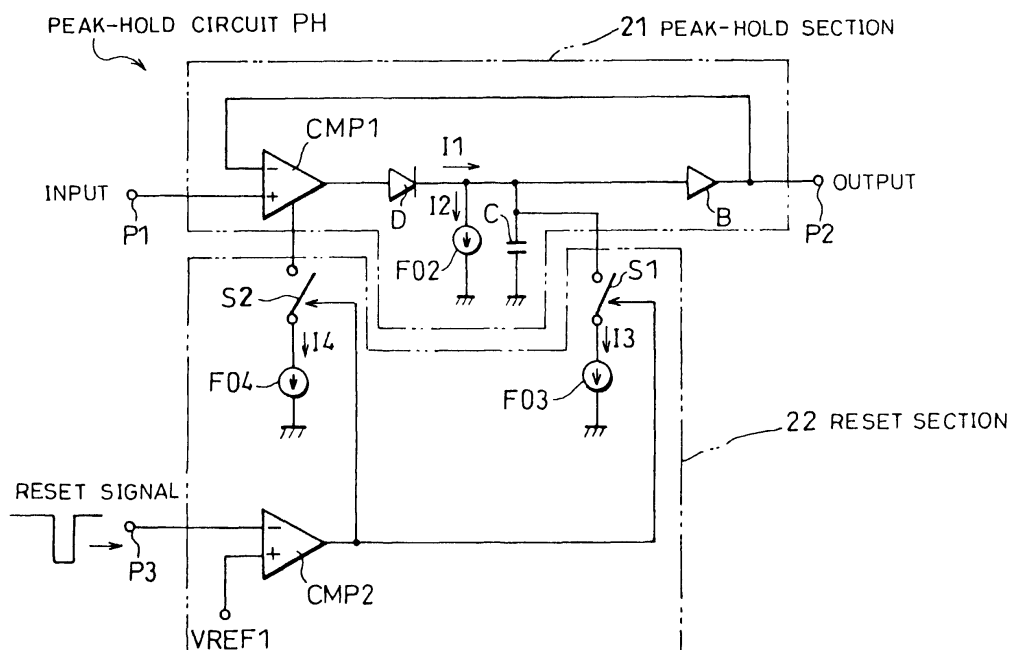 PEAK-HOLD CIRCUIT PH
21 PEAK-HOLD SECTION
CMP1
I1
INPUT
P1
D
I2
C
B
OUTPUT
P2
F02
S2
S1
I4
I3
F04
F03
22 RESET SECTION
RESET SIGNAL
P3
CMP2
VREF1